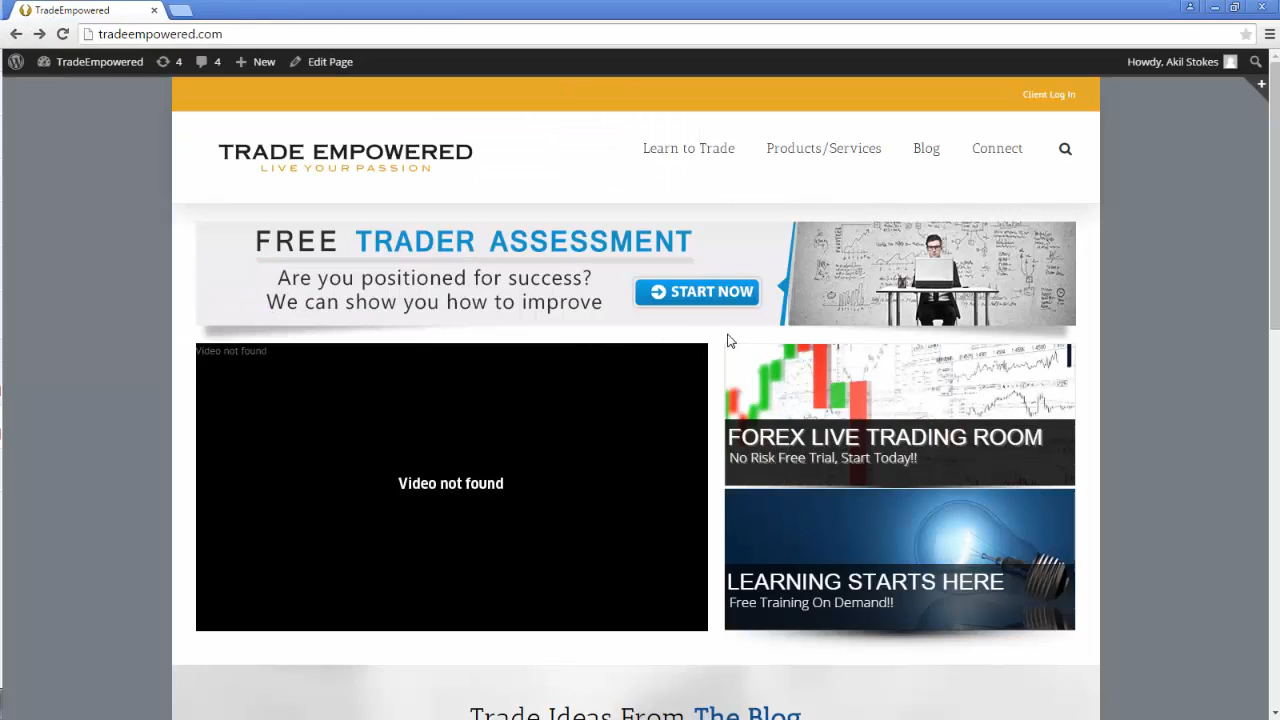 TradeEmpowered
tradeempowered.com
TradeEmpowered 4 4 New Edit Page Howdy, Akil Stokes
Client Log In
TRADE EMPOWERED
LIVE YOUR PASSION
Learn to Trade Products/Services Blog Connect
FREE TRADER ASSESSMENT
Are you positioned for success?
We can show you how to improve
START NOW
Video not found
Video not found
FOREX LIVE TRADING ROOM
No Risk Free Trial, Start Today!!
LEARNING STARTS HERE
Free Training On Demand!!
Trade Ideas From The Blog